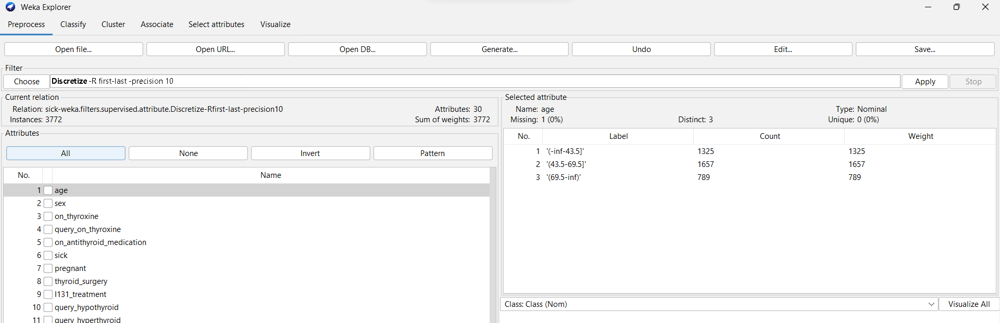 Weka Explorer
Preprocess Classify Cluster Associate Select attributes Visualize
Open file... Open URL... Open DB... Generate... Undo Edit... Save...
Filter
Choose Discretize -R first-last -precision 10 Apply Stop
Current relation
Relation: sick-weka.filters.supervised.attribute.Discretize-Rfirst-last-precision10 Attributes: 30
Instances: 3772 Sum of weights: 3772
Attributes
All None Invert Pattern
No. Name
1 age
2 sex
3 on_thyroxine
4 query_on_thyroxine
5 on_antithyroid_medication
6 sick
7 pregnant
8 thyroid_surgery
9 I131_treatment
10 query_hypothyroid
11 query_hyperthyroid
Selected attribute
Name: age Type: Nominal
Missing: 1 (0%) Distinct: 3 Unique: 0 (0%)
No. Label Count Weight
1 '(-inf-43.5]' 1325 1325
2 '(43.5-69.5]' 1657 1657
3 '(69.5-inf)' 789 789
Class: Class (Nom) Visualize All